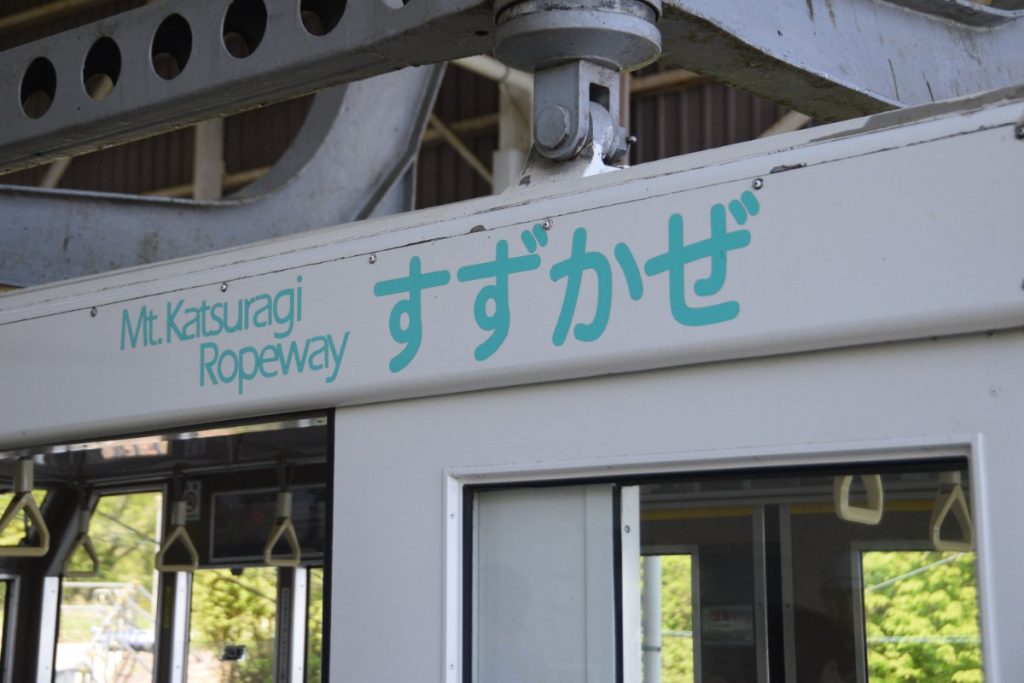 Mt.Katsuragi
Ropeway
すずかぜ